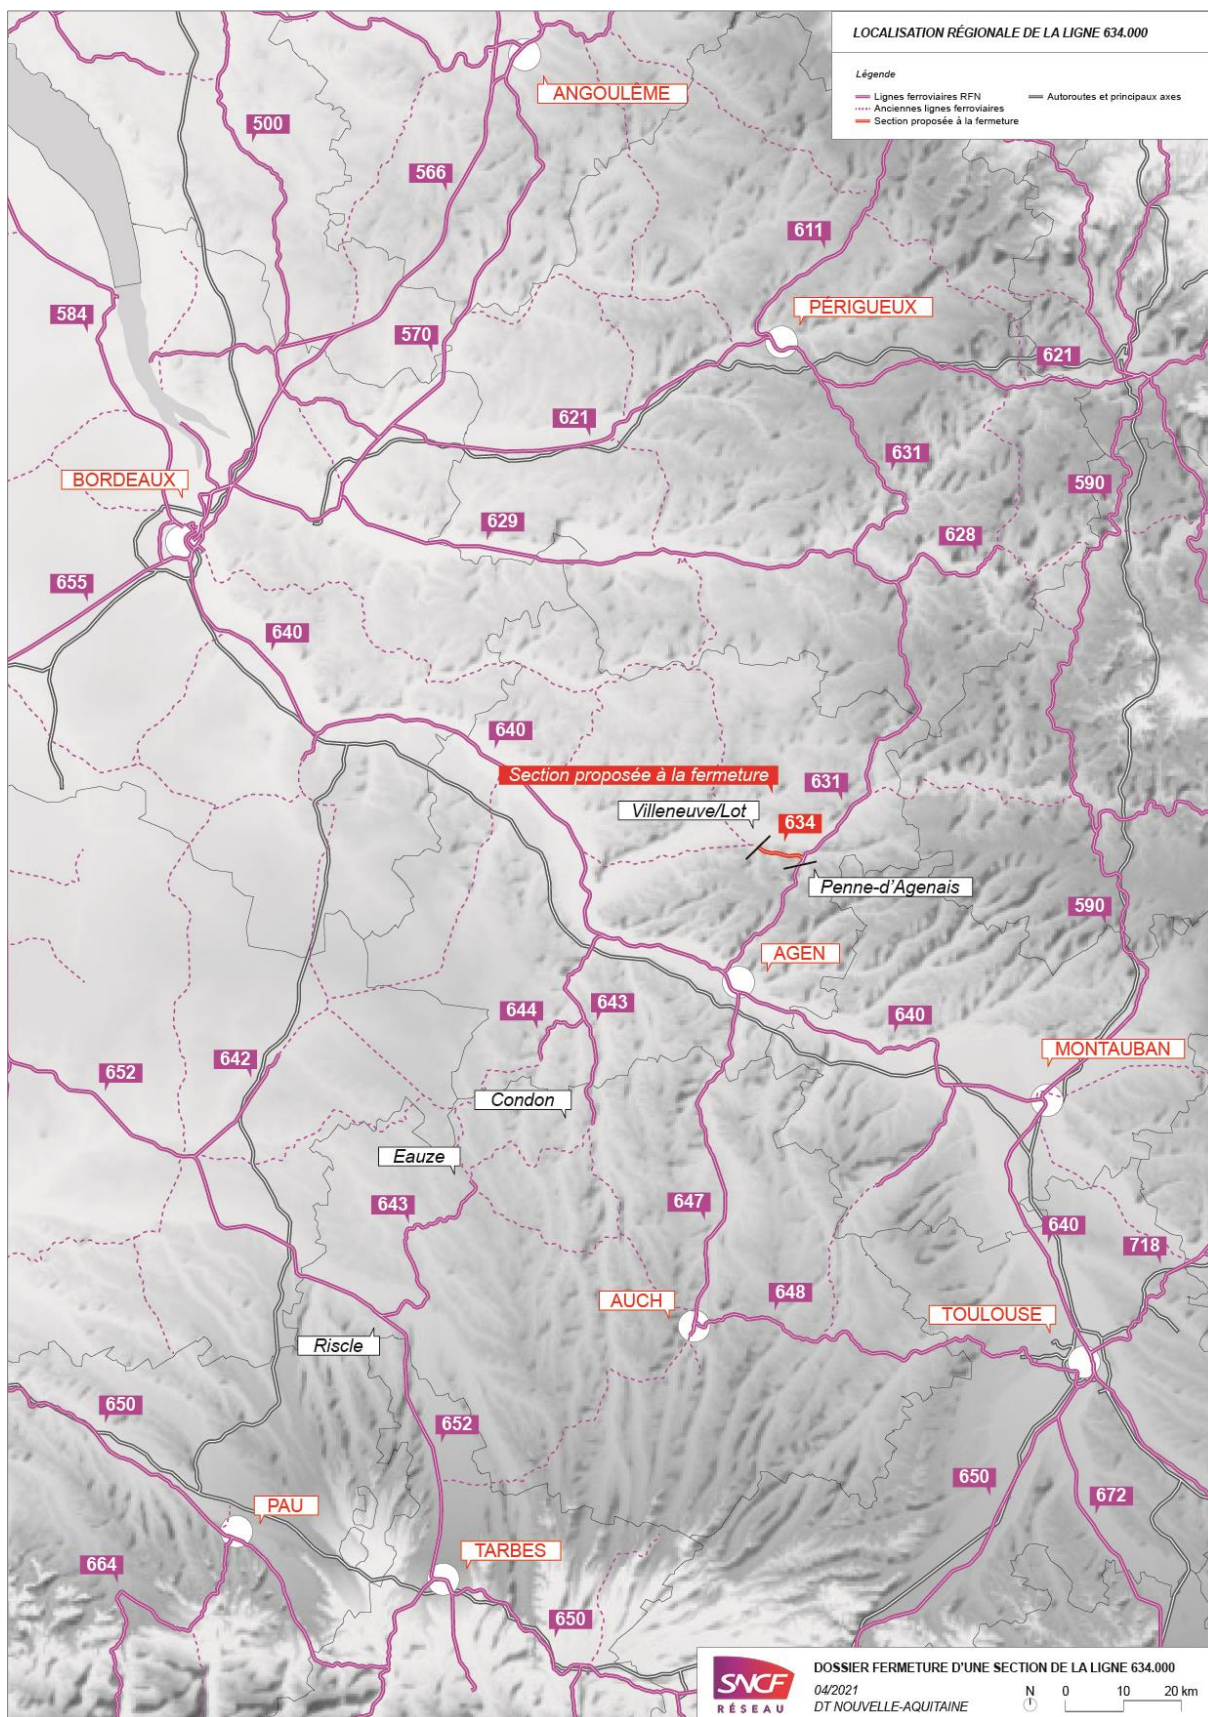 LOCALISATION RÉGIONALE DE LA LIGNE 634.000
Légende
Lignes ferroviaires RFN
Autoroutes et principaux axes
Anciennes lignes ferroviaires
Section proposée à la fermeture
ANGOULÊME
500
566
611
584
570
PÉRIGUEUX
621
621
631
BORDEAUX
590
629
628
655
640
640
Section proposée à la fermeture
631
Villeneuve/Lot
634
Penne-d'Agenais
590
AGEN
644
643
640
642
MONTAUBAN
652
Condon
Eauze
643
647
640
718
AUCH
648
TOULOUSE
Riscle
650
652
650
672
PAU
664
TARBES
650
SNCF
RÉSEAU
DOSSIER FERMETURE D'UNE SECTION DE LA LIGNE 634.000
04/2021
DT NOUVELLE-AQUITAINE
N
0 10 20 km